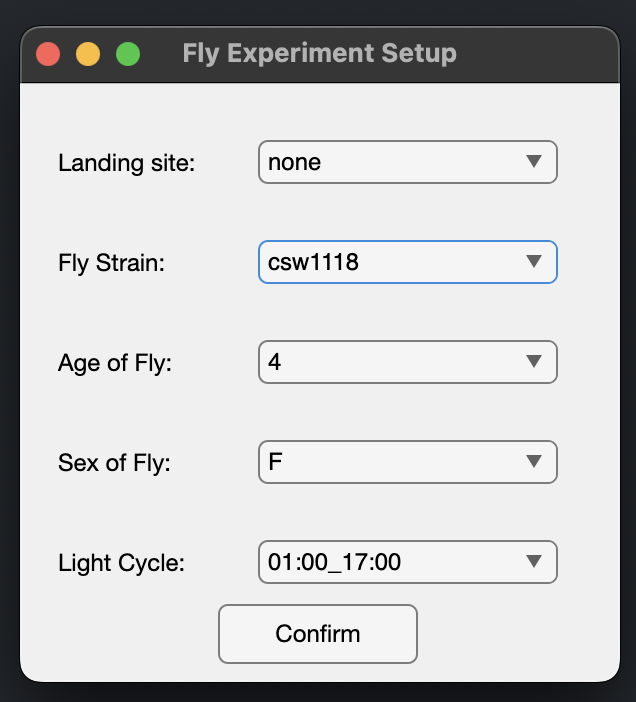 Fly Experiment Setup
Landing site: none
Fly Strain: csw1118
Age of Fly: 4
Sex of Fly: F
Light Cycle: 01:00_17:00
Confirm